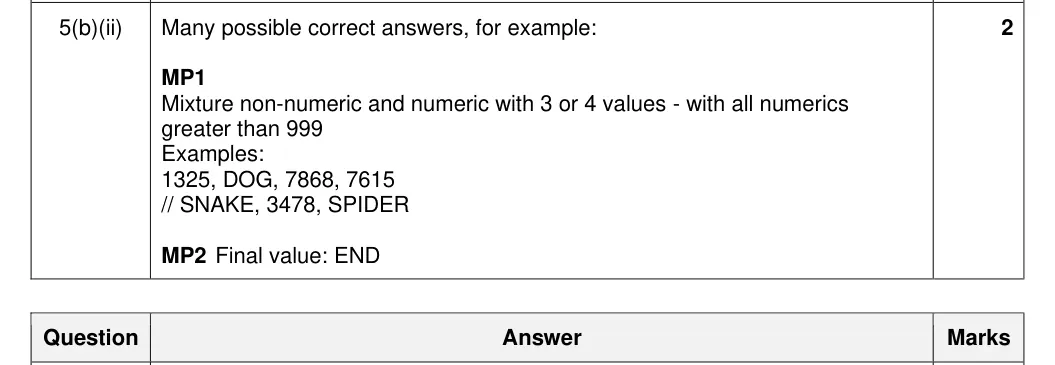 5(b)(ii) Many possible correct answers, for example: 2
MP1
Mixture non-numeric and numeric with 3 or 4 values - with all numerics
greater than 999
Examples:
1325, DOG, 7868, 7615
// SNAKE, 3478, SPIDER
MP2 Final value: END
Question Answer Marks